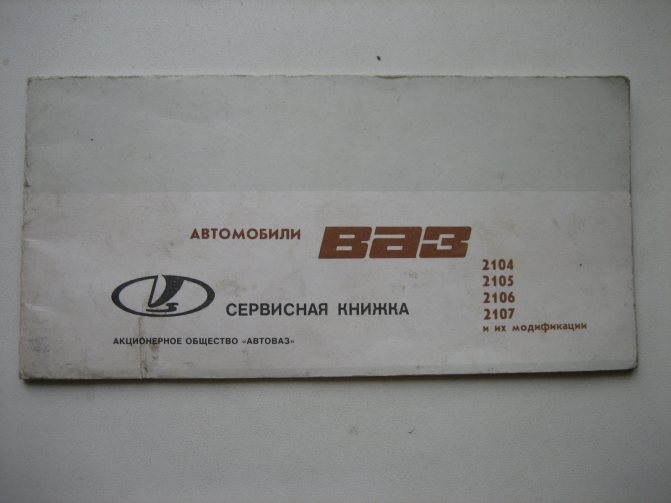 АВТОМОБИЛИ ВАЗ
2104
2105
2106
2107
и их модификации
СЕРВИСНАЯ КНИЖКА
АКЦИОНЕРНОЕ ОБЩЕСТВО «АВТОВАЗ»